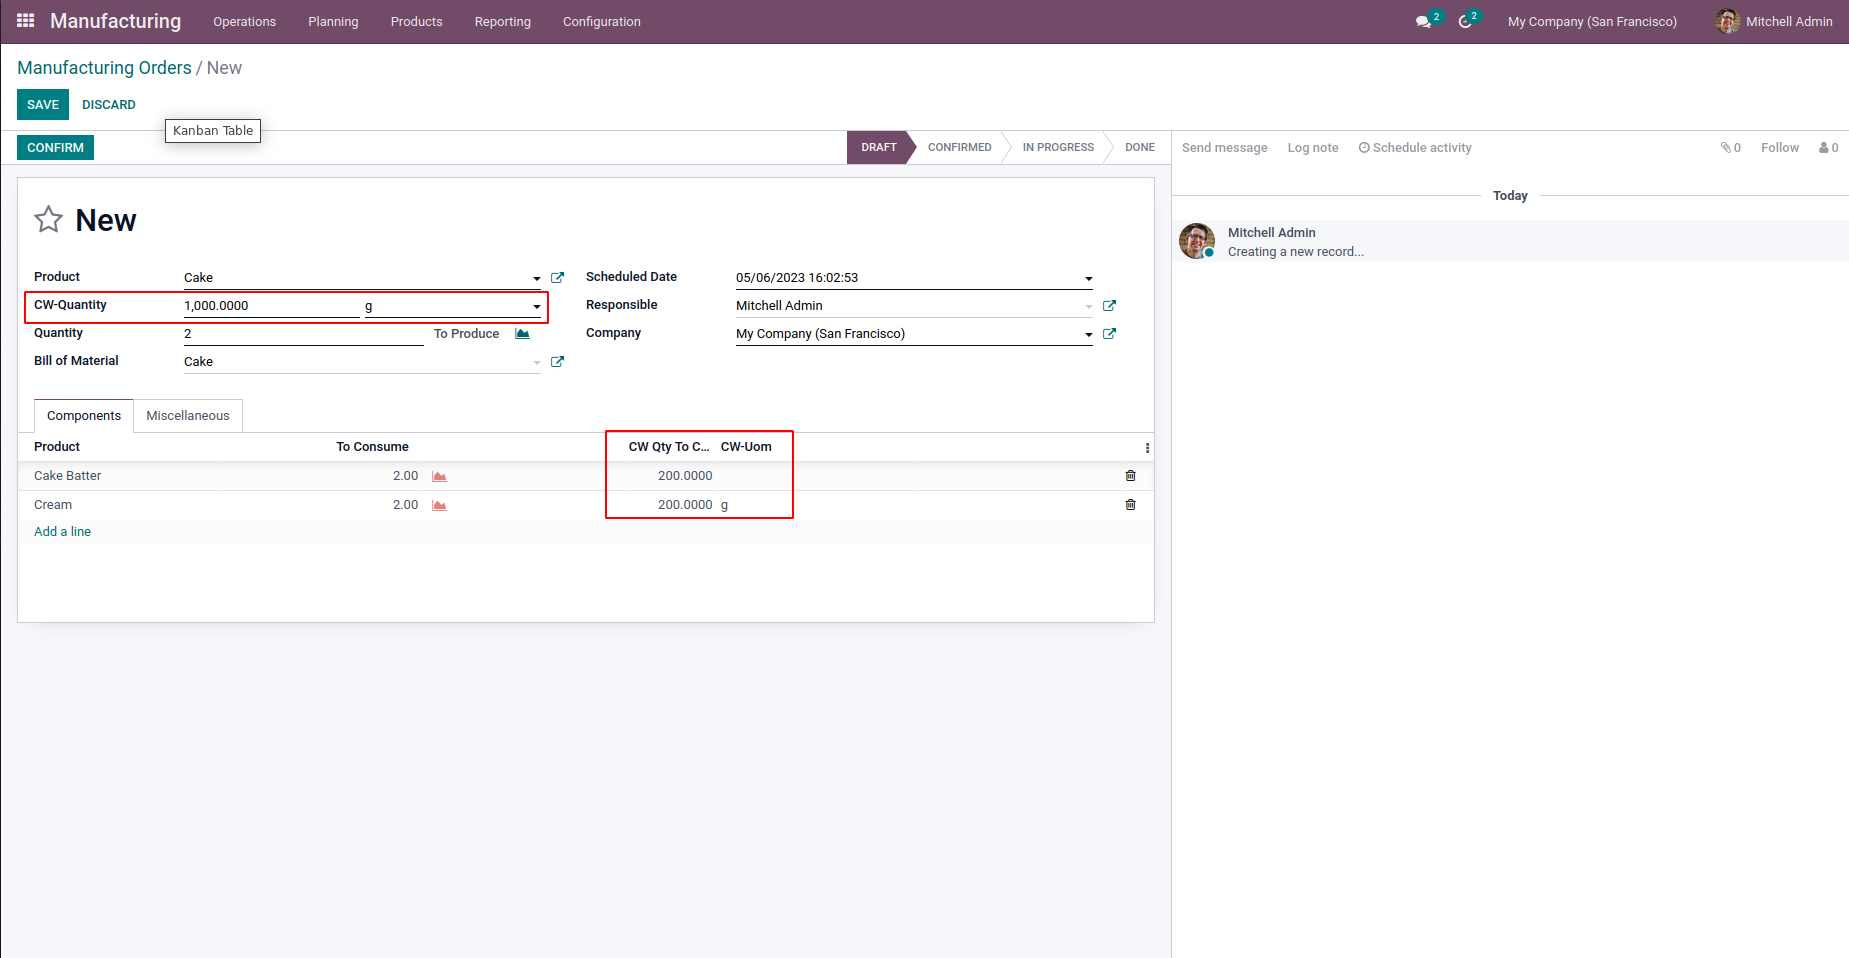 Manufacturing Operations Planning Products Reporting Configuration 2 2 My Company (San Francisco) Mitchell Admin
Manufacturing Orders / New
SAVE DISCARD
Kanban Table
CONFIRM DRAFT CONFIRMED IN PROGRESS DONE
Send message Log note Schedule activity 0 Follow 0
Today
Mitchell Admin
Creating a new record...
New
Product Cake
CW-Quantity 1,000.0000 g
Quantity 2 To Produce
Bill of Material Cake
Scheduled Date 05/06/2023 16:02:53
Responsible Mitchell Admin
Company My Company (San Francisco)
Components Miscellaneous
Product To Consume CW Qty To C... CW-Uom
Cake Batter 2.00 200.0000
Cream 2.00 200.0000 g
Add a line